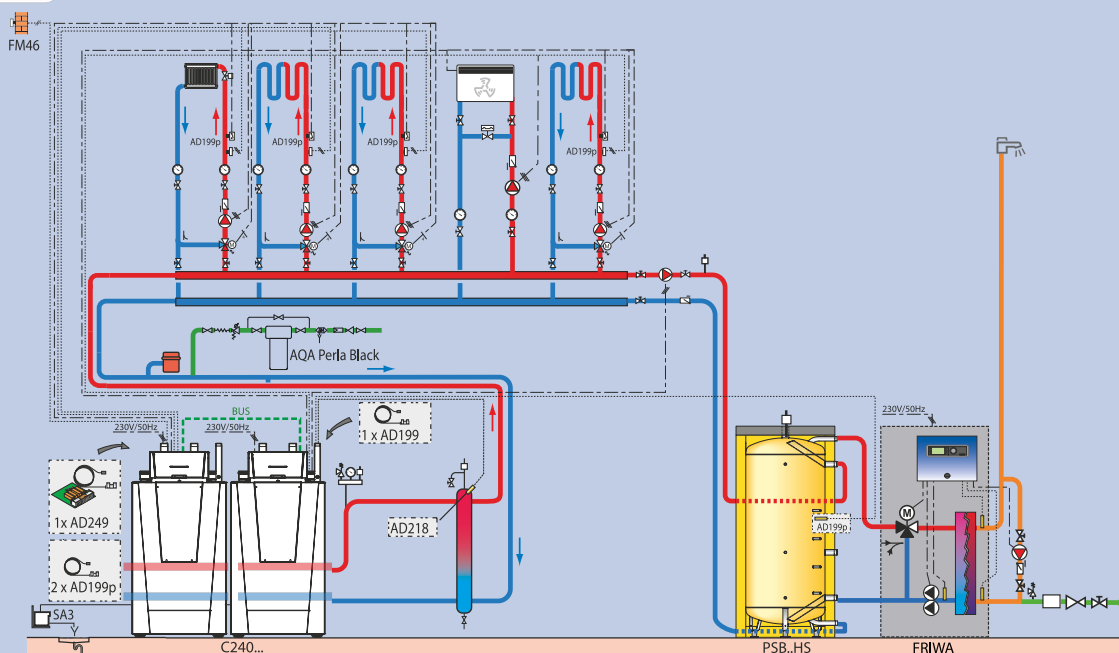 FM46
AD199p
AD199p
AD199p
AD199p
M
M
M
M
AQA Perla Black
BUS
230V/50Hz
230V/50Hz
1 x AD199
230V/50Hz
1x AD249
AD218
AD199p
M
2 x AD199p
SA3
C240...
PSB..HS
FRIWA